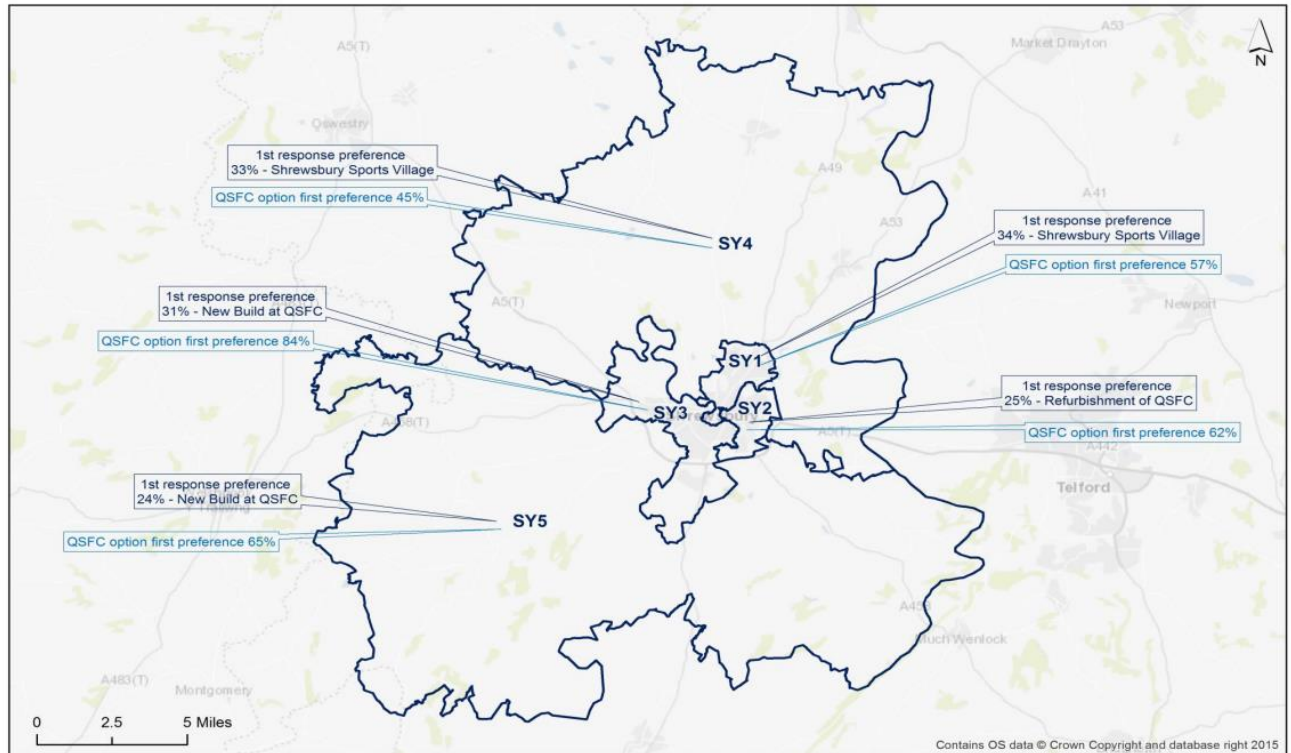 A5(T)
A53
Market Drayton
N
Oswestry
A49
A41
1st response preference
33% - Shrewsbury Sports Village
QSFC option first preference 45%
A53
SY4
1st response preference
34% - Shrewsbury Sports Village
QSFC option first preference 57%
Newport
1st response preference
31% - New Build at QSFC
A5(T)
QSFC option first preference 84%
SY1
SY3
SY2
1st response preference
25% - Refurbishment of QSFC
QSFC option first preference 62%
A458(T)
A5(T)
A442
Telford
1st response preference
24% - New Build at QSFC
SY5
QSFC option first preference 65%
Much Wenlock
A483(T)
Montgomery
0 2.5 5 Miles
Contains OS data © Crown Copyright and database right 2015